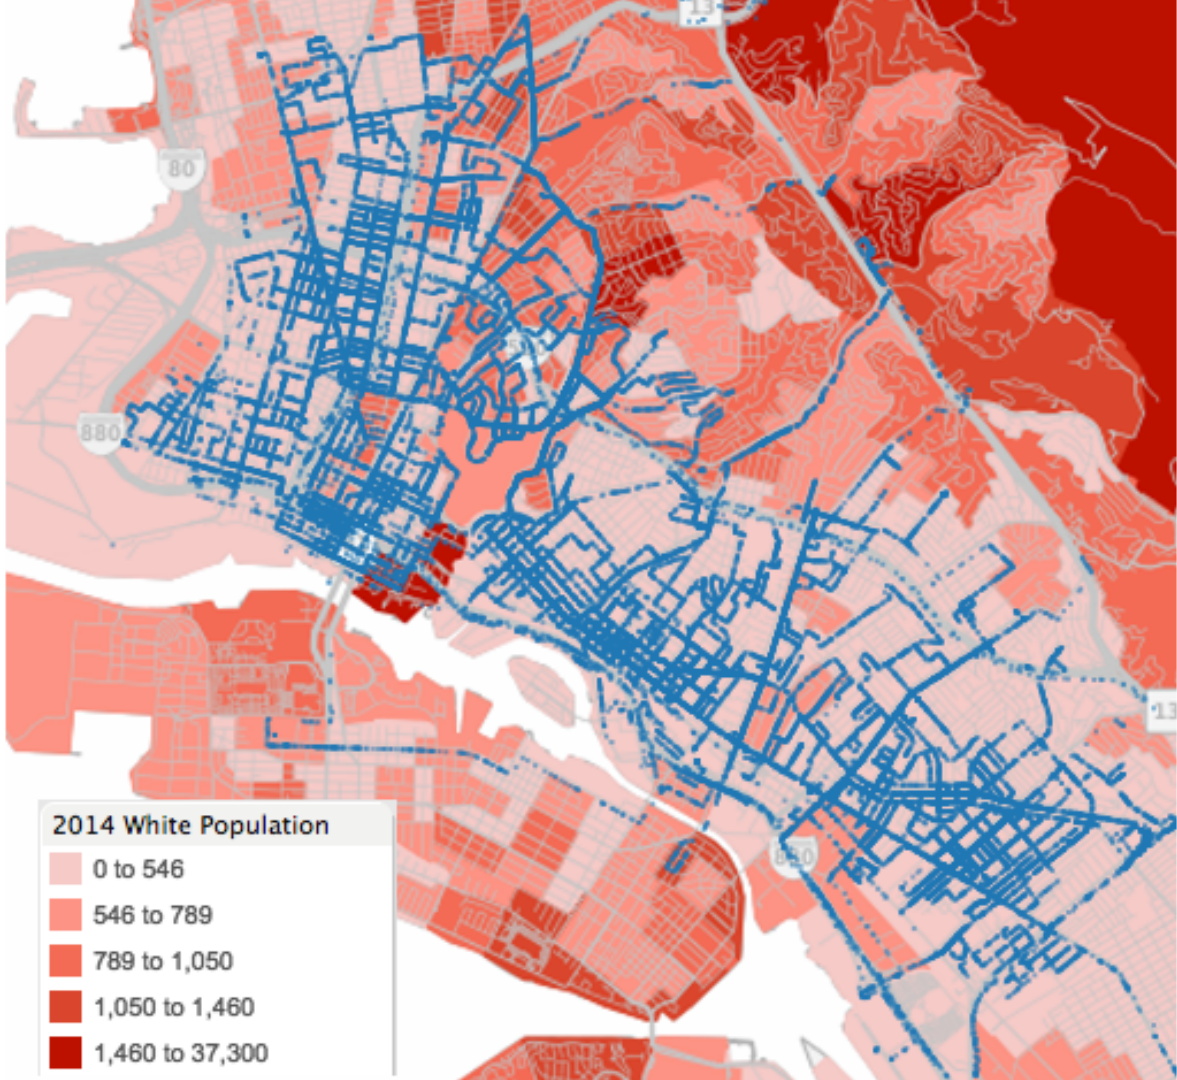 13
80
880
580
13
880
2014 White Population
0 to 546
546 to 789
789 to 1,050
1,050 to 1,460
1,460 to 37,300